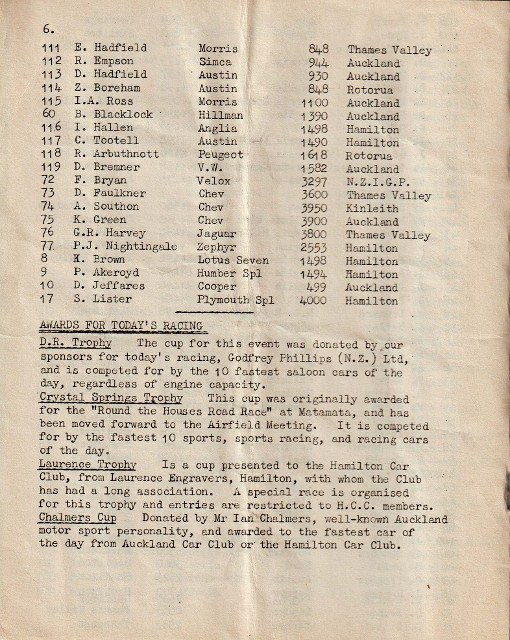 6.
111 E. Hadfield Morris 848 Thames Valley
112 R. Empson Simca 944 Auckland
113 D. Hadfield Austin 930 Auckland
114 Z. Boreham Austin 848 Rotorua
115 I.A. Ross Morris 1100 Auckland
60 B. Blacklock Hillman 1390 Auckland
116 I. Hallen Anglia 1498 Hamilton
117 C. Tootell Austin 1490 Hamilton
118 R. Arbuthnott Peugeot 1618 Rotorua
119 D. Bremner V.W. 1582 Auckland
72 F. Bryan Velox 3297 N.Z.I.G.P.
73 D. Faulkner Chev 3600 Thames Valley
74 A. Southon Chev 3950 Kinleith
75 K. Green Chev 3900 Auckland
76 G.R. Harvey Jaguar 3800 Thames Valley
77 P.J. Nightingale Zephyr 2553 Hamilton
8 K. Brown Lotus Seven 1498 Hamilton
9 P. Akeroyd Humber Spl 1494 Hamilton
10 D. Jeffares Cooper 499 Auckland
17 S. Lister Plymouth Spl 4000 Hamilton
AWARDS FOR TODAY'S RACING
D.R. Trophy The cup for this event was donated by our
sponsors for today's racing, Godfrey Phillips (N.Z.) Ltd,
and is competed for by the 10 fastest saloon cars of the
day, regardless of engine capacity.
Crystal Springs Trophy This cup was originally awarded
for the "Round the Houses Road Race" at Matamata, and has
been moved forward to the Airfield Meeting. It is competed
for by the fastest 10 sports, sports racing, and racing cars
of the day.
Laurence Trophy Is a cup presented to the Hamilton Car
Club, from Laurence Engravers, Hamilton, with whom the Club
has had a long association. A special race is organised
for this trophy and entries are restricted to H.C.C. members.
Chalmers Cup Donated by Mr Ian Chalmers, well-known Auckland
motor sport personality, and awarded to the fastest car of
the day from Auckland Car Club or the Hamilton Car Club.